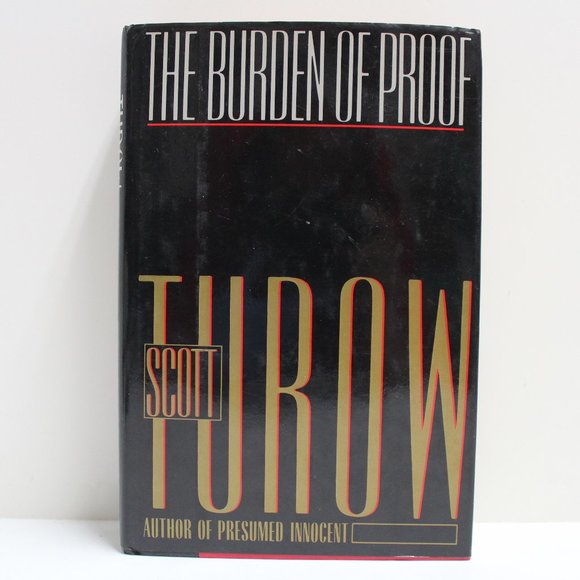 THE BURDEN OF PROOF
TUROW
SCOTT
AUTHOR OF PRESUMED INNOCENT